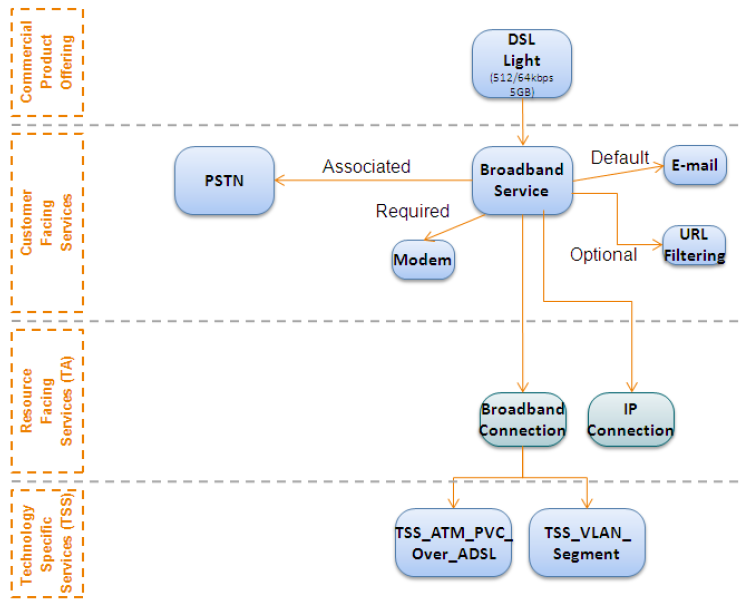 Commercial
Product
Offering
DSL
Light
(512/64kbps
5GB)
Customer
Facing
Services
PSTN
Associated
Broadband
Service
Default
E-mail
Required
Modem
Optional
URL
Filtering
Resource
Facing
Services (TA)
Broadband
Connection
IP
Connection
Technology
Specific
Services (TSS)
TSS_ATM_PVC_
Over_ADSL
TSS_VLAN_
Segment